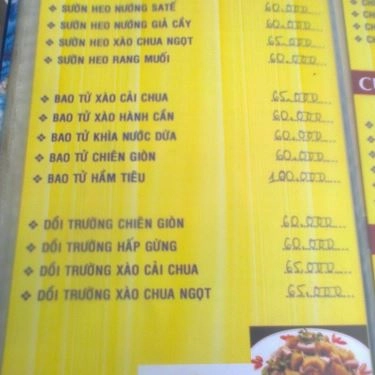 ❖ SƯỜN HEO NƯỚNG SATẾ 60.000
❖ SƯỜN HEO NƯỚNG GIẢ CẦY 60.000
❖ SƯỜN HEO XÀO CHUA NGỌT 65.000
❖ SƯỜN HEO RANG MUỐI 60.000
❖ BAO TỬ XÀO CẢI CHUA 65.000
❖ BAO TỬ XÀO HÀNH CẦN 60.000
❖ BAO TỬ KHÌA NƯỚC DỪA 60.000
❖ BAO TỬ CHIÊN GIÒN 60.000
❖ BAO TỬ HẦM TIÊU 100.000
❖ DỒI TRƯỜNG CHIÊN GIÒN 60.000
❖ DỒI TRƯỜNG HẤP GỪNG 60.000
❖ DỒI TRƯỜNG XÀO CẢI CHUA 65.000
❖ DỒI TRƯỜNG XÀO CHUA NGỌT 65.000